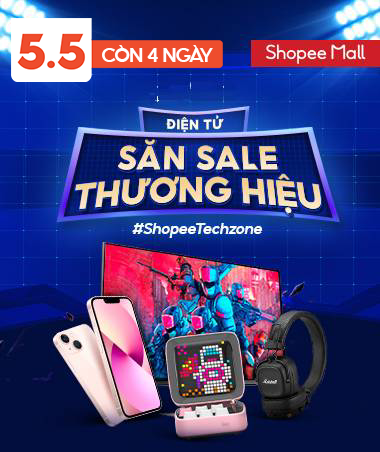 5.5
CÒN 4 NGÀY
Shopee Mall
ĐIỆN TỬ
SĂN SALE
THƯƠNG HIỆU
#ShopeeTechzone
Marshall